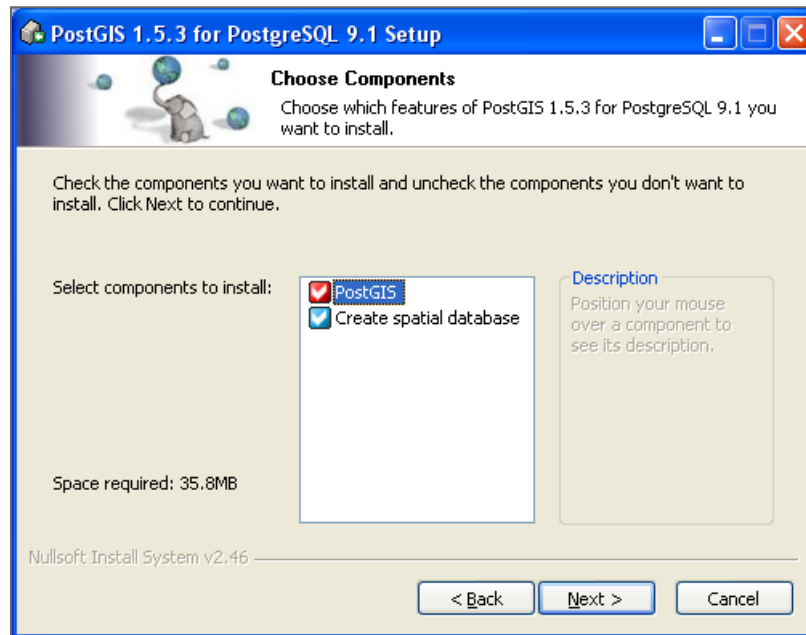 PostGIS 1.5.3 for PostgreSQL 9.1 Setup
Choose Components
Choose which features of PostGIS 1.5.3 for PostgreSQL 9.1 you
want to install.
Check the components you want to install and uncheck the components you don't want to
install. Click Next to continue.
Select components to install:
PostGIS
Create spatial database
Description
Position your mouse
over a component to
see its description.
Space required: 35.8MB
Nullsoft Install System v2.46
< Back
Next >
Cancel